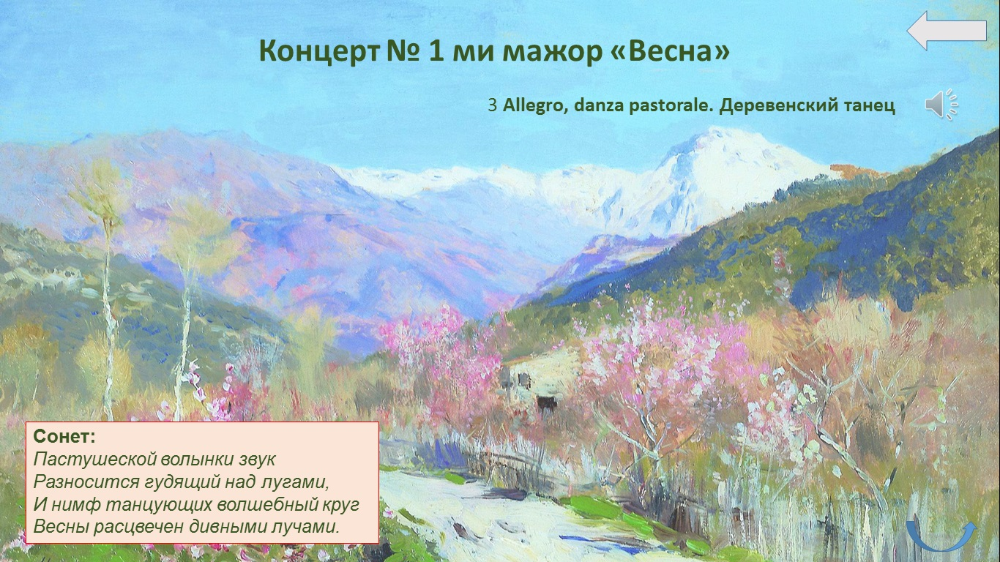 Концерт № 1 ми мажор «Весна»
3 Allegro, danza pastorale. Деревенский танец
Сонет:
Пастушеской волынки звук
Разносится гудящий над лугами,
И нимф танцующих волшебный круг
Весны расцвечен дивными лучами.